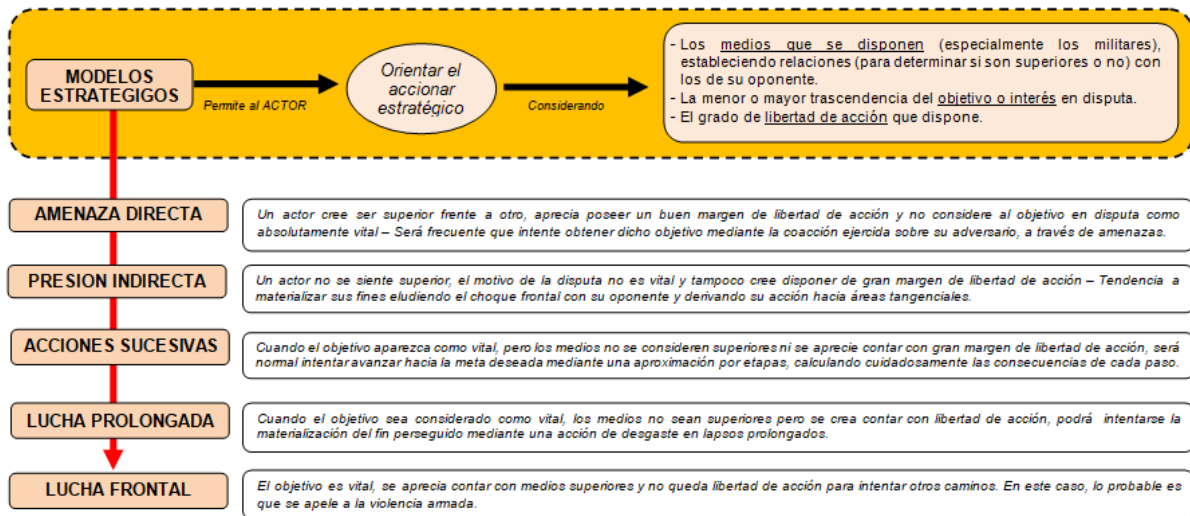 MODELOS
ESTRATEGIGOS
Permite al ACTOR
Orientar el
accionar
estratégico
Considerando
- Los medios que se disponen (especialmente los militares),
estableciendo relaciones (para determinar si son superiores o no) con
los de su oponente.
- La menor o mayor trascendencia del objetivo o interés en disputa.
- El grado de libertad de acción que dispone.
AMENAZA DIRECTA
Un actor cree ser superior frente a otro, aprecia poseer un buen margen de libertad de acción y no considere al objetivo en disputa como
absolutamente vital – Será frecuente que intente obtener dicho objetivo mediante la coacción ejercida sobre su adversario, a través de amenazas.
PRESION INDIRECTA
Un actor no se siente superior, el motivo de la disputa no es vital y tampoco cree disponer de gran margen de libertad de acción – Tendencia a
materializar sus fines eludiendo el choque frontal con su oponente y derivando su acción hacia áreas tangenciales.
ACCIONES SUCESIVAS
Cuando el objetivo aparezca como vital, pero los medios no se consideren superiores ni se aprecie contar con gran margen de libertad de acción, será
normal intentar avanzar hacia la meta deseada mediante una aproximación por etapas, calculando cuidadosamente las consecuencias de cada paso.
LUCHA PROLONGADA
Cuando el objetivo sea considerado como vital, los medios no sean superiores pero se crea contar con libertad de acción, podrá intentarse la
materialización del fin perseguido mediante una acción de desgaste en lapsos prolongados.
LUCHA FRONTAL
El objetivo es vital, se aprecia contar con medios superiores y no queda libertad de acción para intentar otros caminos. En este caso, lo probable es
que se apele a la violencia armada.